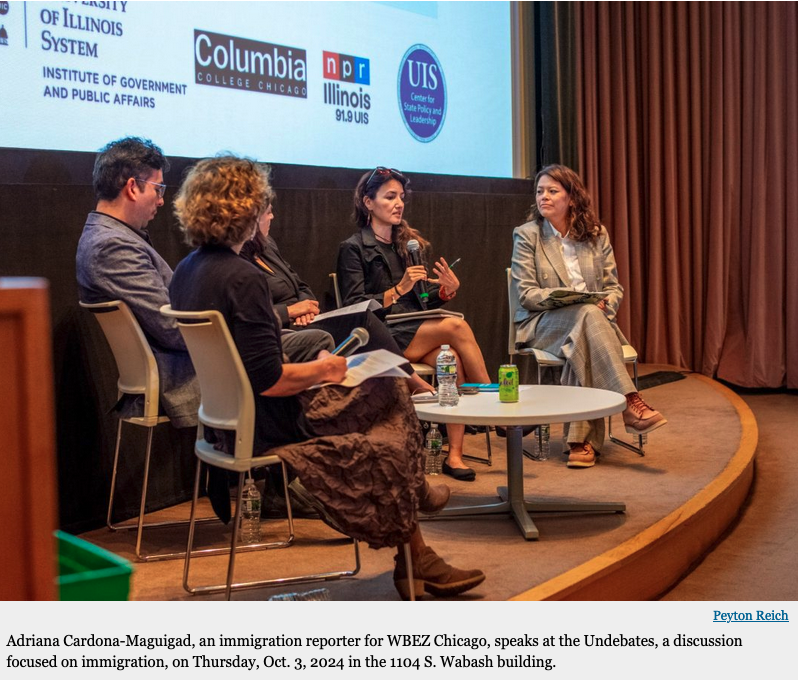 OF ILLINOIS
SYSTEM
INSTITUTE OF GOVERNMENT
AND PUBLIC AFFAIRS
Columbia
COLLEGE CHICAGO
npr
Illinois
91.9 UIS
UIS
Center for
State Policy and
Leadership
Peyton Reich
Adriana Cardona-Maguigad, an immigration reporter for WBEZ Chicago, speaks at the Undebates, a discussion
focused on immigration, on Thursday, Oct. 3, 2024 in the 1104 S. Wabash building.